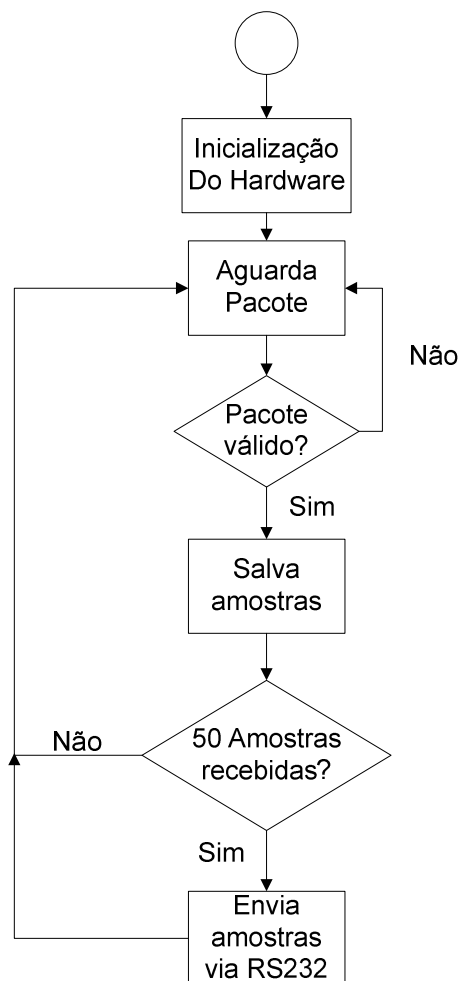 Inicialização
Do Hardware
Aguarda
Pacote
Não
Pacote
válido?
Sim
Salva
amostras
Não
50 Amostras
recebidas?
Sim
Envia
amostras
via RS232